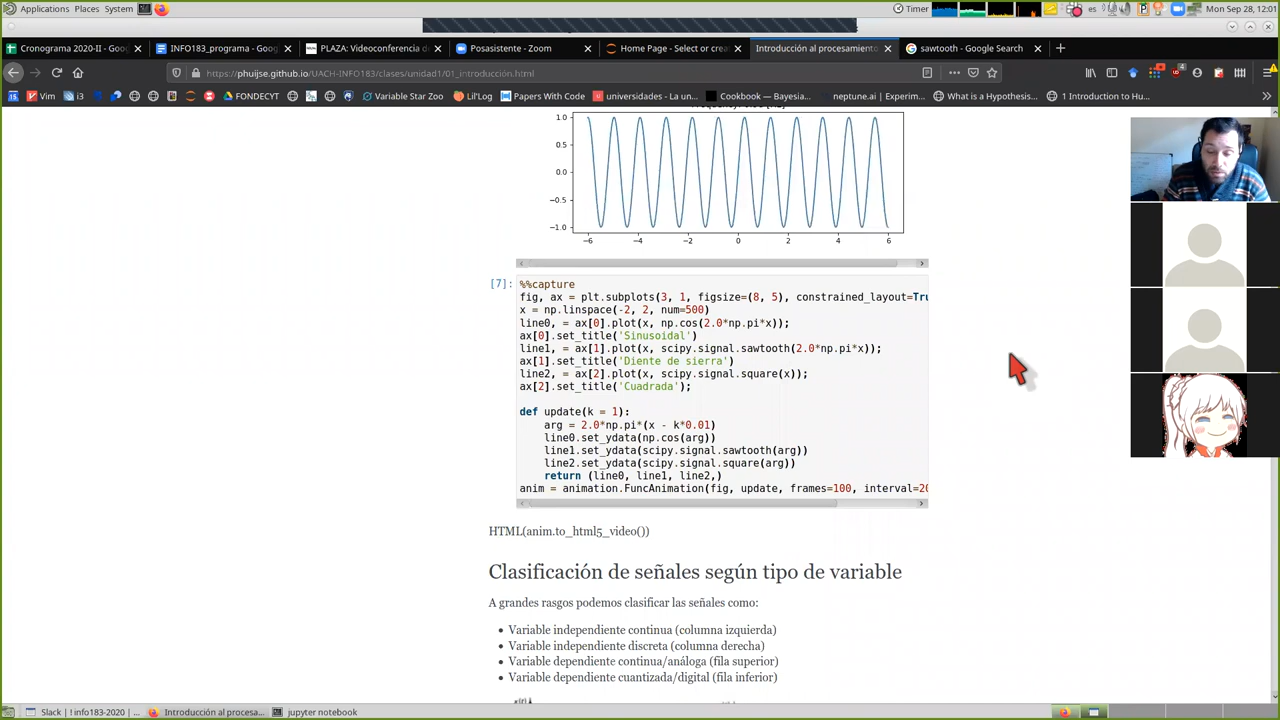 Applications Places System
Timer
es
Mon Sep 28, 12:01
Cronograma 2020-II - Goog
INFO183_programa - Goog
PLAZA: Videoconferencia d
Posasistente - Zoom
Home Page - Select or crea
Introducción al procesamiento
sawtooth - Google Search
https://phuijse.github.io/UACH-INFO183/clases/unidad1/01_introducción.html
Vim
i3
FONDECYT
Variable Star Zoo
Lil'Log
Papers With Code
universidades - La un...
Cookbook — Bayesia...
neptune.ai | Experim...
What is a Hypothesis...
1 Introduction to Hu...
1.0
0.5
0.0
−0.5
−1.0
−6 −4 −2 0 2 4 6
[7]:
%%capture
fig, ax = plt.subplots(3, 1, figsize=(8, 5), constrained_layout=Tru
x = np.linspace(-2, 2, num=500)
line0, = ax[0].plot(x, np.cos(2.0*np.pi*x));
ax[0].set_title('Sinusoidal')
line1, = ax[1].plot(x, scipy.signal.sawtooth(2.0*np.pi*x));
ax[1].set_title('Diente de sierra')
line2, = ax[2].plot(x, scipy.signal.square(x));
ax[2].set_title('Cuadrada');
def update(k = 1):
arg = 2.0*np.pi*(x - k*0.01)
line0.set_ydata(np.cos(arg))
line1.set_ydata(scipy.signal.sawtooth(arg))
line2.set_ydata(scipy.signal.square(arg))
return (line0, line1, line2,)
anim = animation.FuncAnimation(fig, update, frames=100, interval=20
HTML(anim.to_html5_video())
Clasificación de señales según tipo de variable
A grandes rasgos podemos clasificar las señales como:
• Variable independiente continua (columna izquierda)
• Variable independiente discreta (columna derecha)
• Variable dependiente continua/análoga (fila superior)
• Variable dependiente cuantizada/digital (fila inferior)
Slack | ! info183-2020 | ...
Introducción al procesa...
jupyter notebook